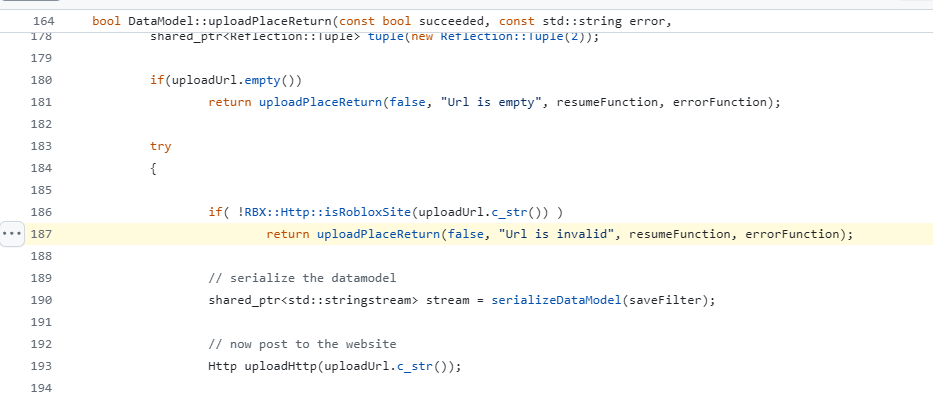 164 bool DataModel::uploadPlaceReturn(const bool succeeded, const std::string error,
178 shared_ptr<Reflection::Tuple> tuple(new Reflection::Tuple(2));
179
180 if(uploadUrl.empty())
181 return uploadPlaceReturn(false, "Url is empty", resumeFunction, errorFunction);
182
183 try
184 {
185
186 if( !RBX::Http::isRobloxSite(uploadUrl.c_str()) )
187 return uploadPlaceReturn(false, "Url is invalid", resumeFunction, errorFunction);
188
189 // serialize the datamodel
190 shared_ptr<std::stringstream> stream = serializeDataModel(saveFilter);
191
192 // now post to the website
193 Http uploadHttp(uploadUrl.c_str());
194